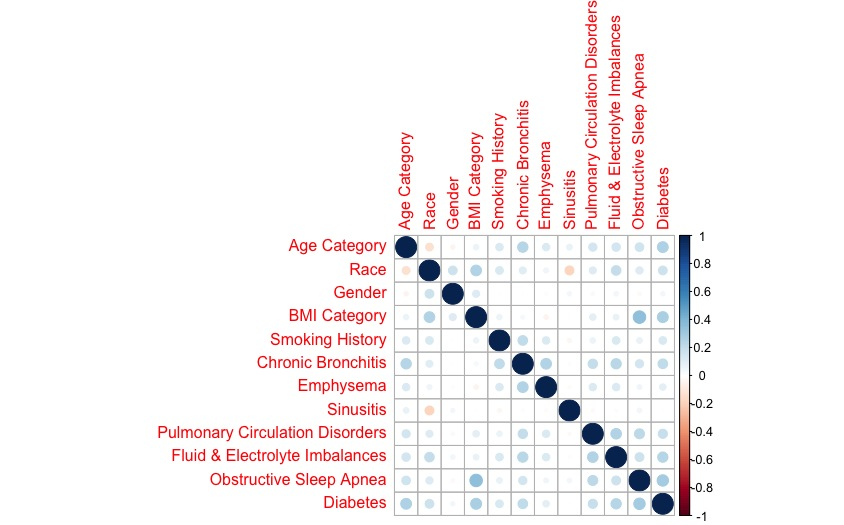 Age Category
Race
Gender
BMI Category
Smoking History
Chronic Bronchitis
Emphysema
Sinusitis
Pulmonary Circulation Disorders
Fluid & Electrolyte Imbalances
Obstructive Sleep Apnea
Diabetes
Age Category
Race
Gender
BMI Category
Smoking History
Chronic Bronchitis
Emphysema
Sinusitis
Pulmonary Circulation Disorders
Fluid & Electrolyte Imbalances
Obstructive Sleep Apnea
Diabetes
1
0.8
0.6
0.4
0.2
0
-0.2
-0.4
-0.6
-0.8
-1